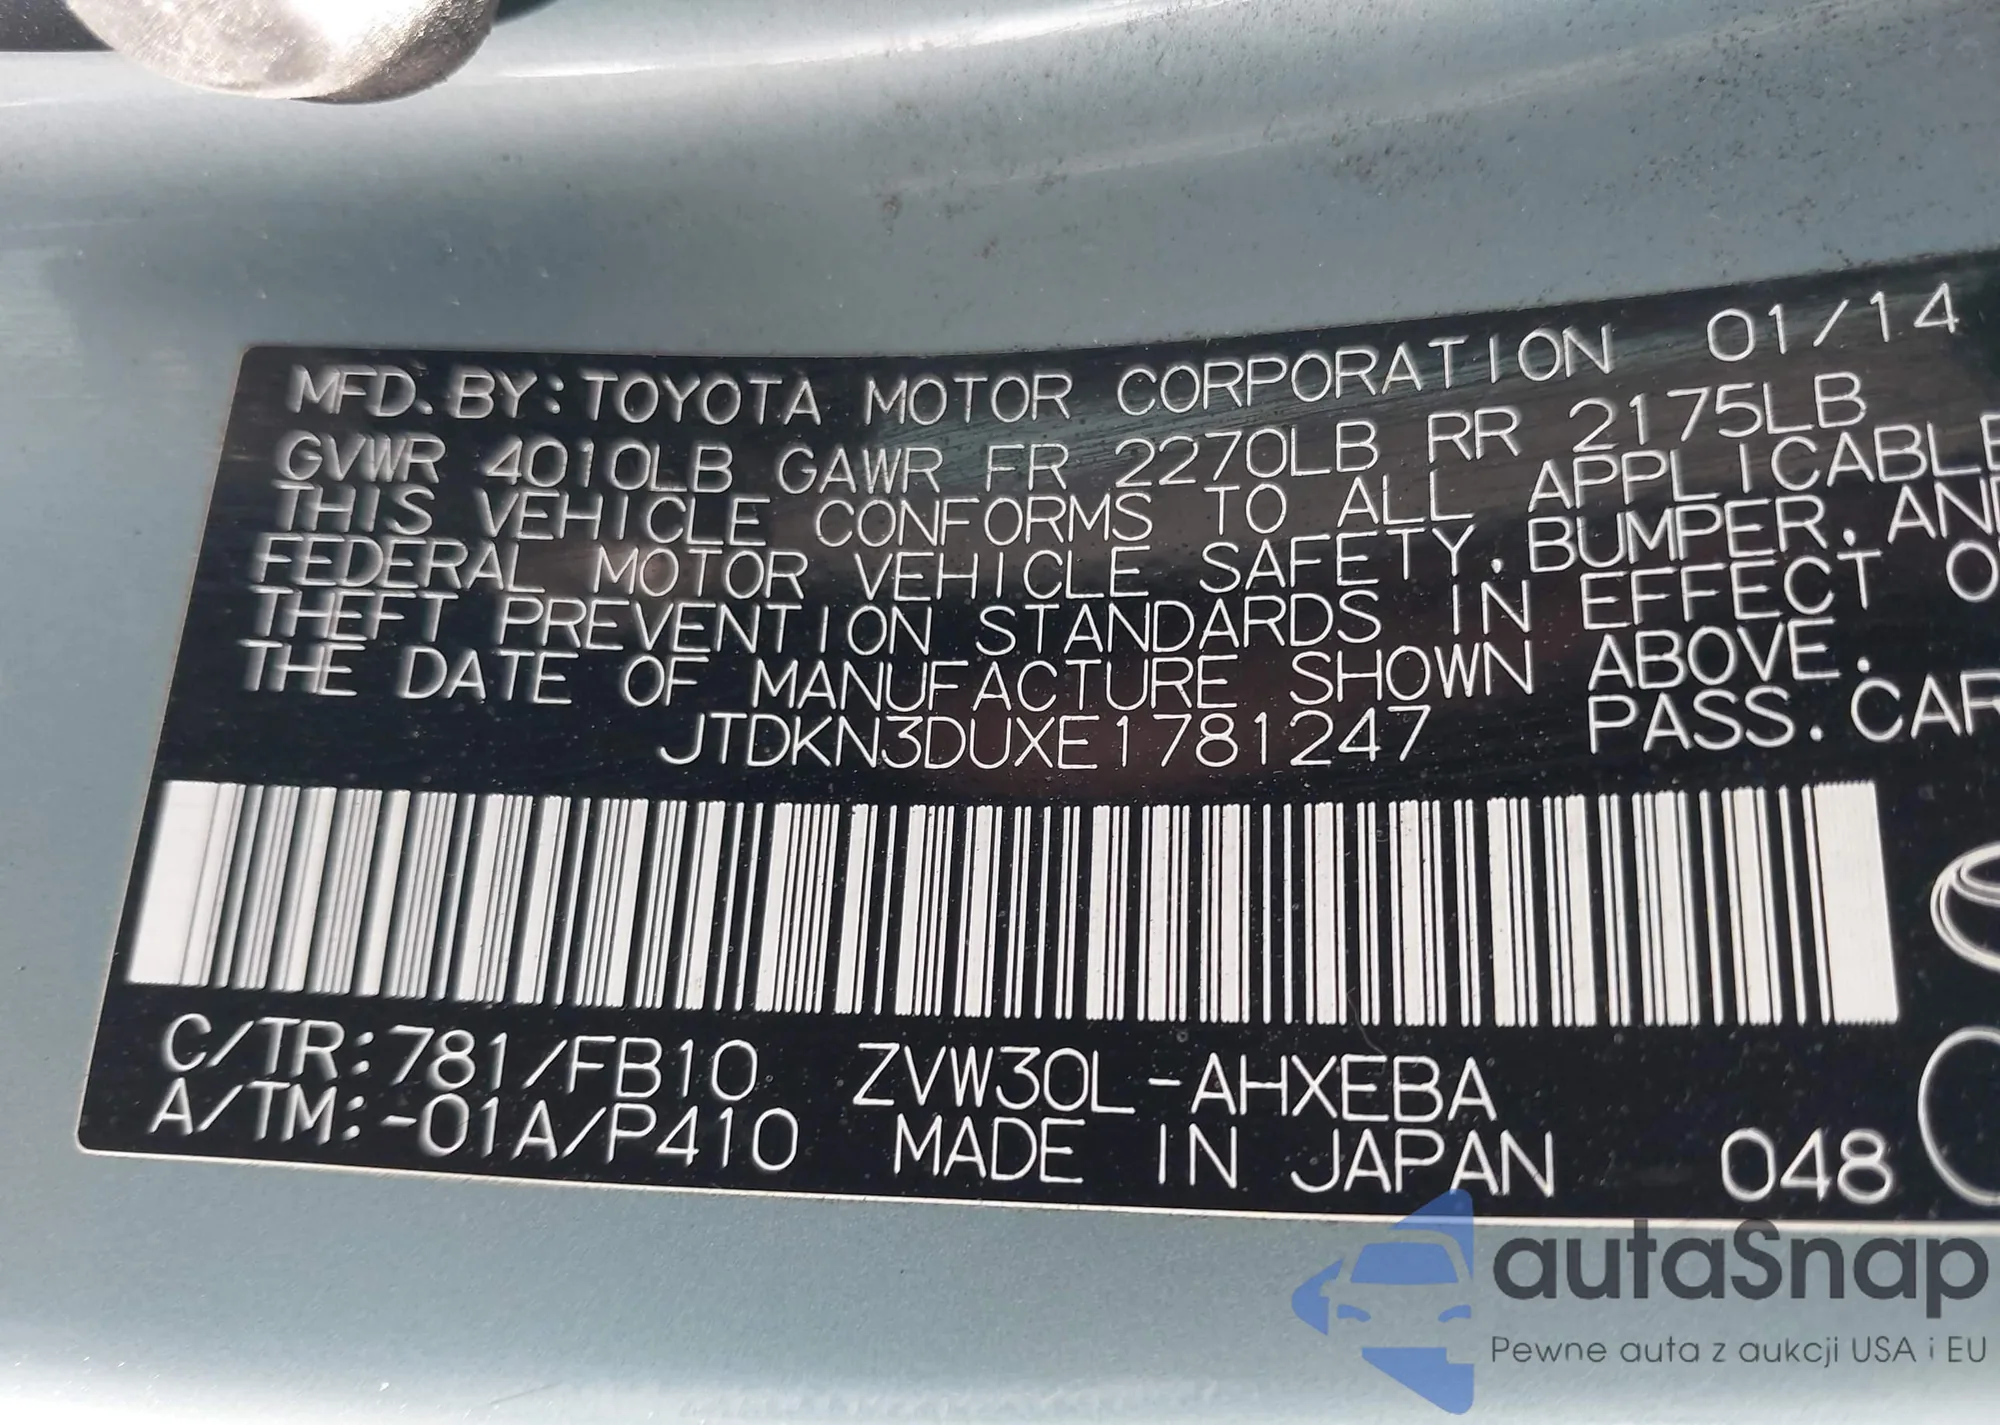 MFD. BY: TOYOTA MOTOR CORPORATION 01/14
GVWR 4010LB GAWR FR 2270LB RR 2175LB
THIS VEHICLE CONFORMS TO ALL APPLICABLE
FEDERAL MOTOR VEHICLE SAFETY, BUMPER, AND
THEFT PREVENTION STANDARDS IN EFFECT O
THE DATE OF MANUFACTURE SHOWN ABOVE.
JTDKN3DUXE1781247 PASS. CAR
C/TR: 781/FB10 ZVW30L-AHXEBA
A/TM: -01A/P410 MADE IN JAPAN 048
autaSnap
Pewne auta z aukcji USA i EU